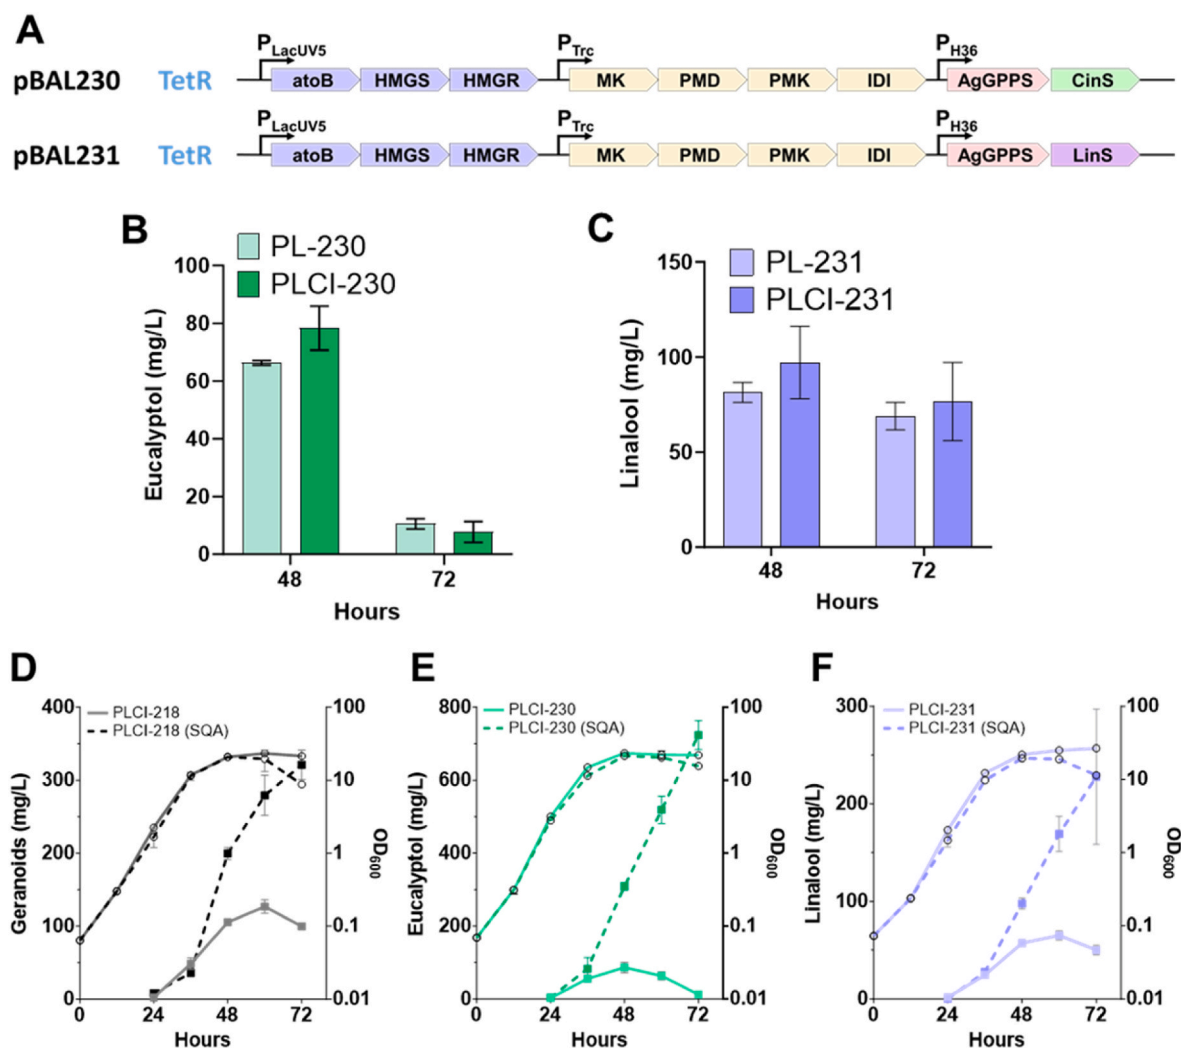 A
pBAL230 TetR P_LacUV5 atoB HMGS HMGR P_Trc MK PMD PMK IDI P_H36 AgGPPS CinS
pBAL231 TetR P_LacUV5 atoB HMGS HMGR P_Trc MK PMD PMK IDI P_H36 AgGPPS LinS
B
PL-230
PLCI-230
Eucalyptol (mg/L)
100
80
60
40
20
0
48 72
Hours
C
PL-231
PLCI-231
Linalool (mg/L)
150
100
50
0
48 72
Hours
D
PLCI-218
PLCI-218 (SQA)
Geranoids (mg/L)
400
300
200
100
0
0 24 48 72
Hours
100
10
1
0.1
0.01
OD600
E
PLCI-230
PLCI-230 (SQA)
Eucalyptol (mg/L)
800
600
400
200
0
0 24 48 72
Hours
100
10
1
0.1
0.01
OD600
F
PLCI-231
PLCI-231 (SQA)
Linalool (mg/L)
300
200
100
0
0 24 48 72
Hours
100
10
1
0.1
0.01
OD600